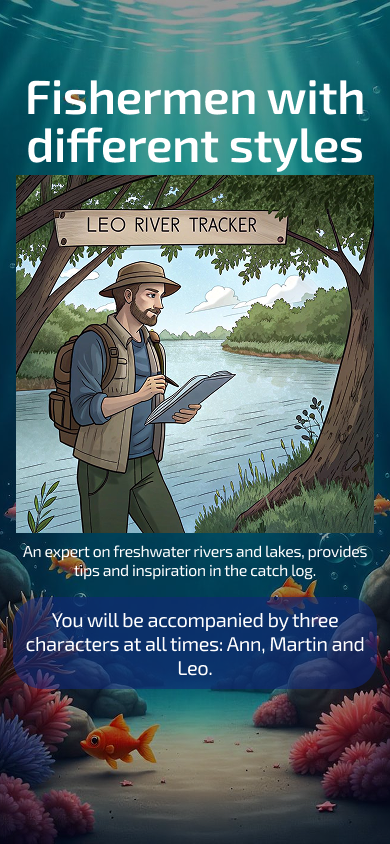 Fishermen with
different styles
LEO RIVER TRACKER
An expert on freshwater rivers and lakes, provides
tips and inspiration in the catch log.
You will be accompanied by three
characters at all times: Ann, Martin and
Leo.